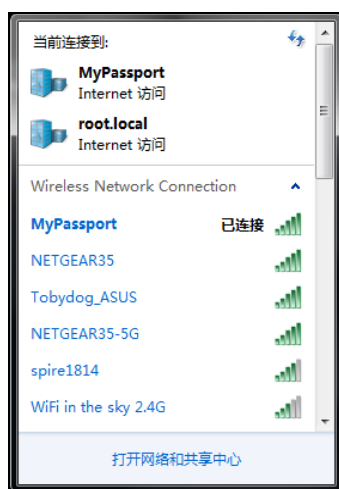 当前连接到:
MyPassport
Internet 访问
root.local
Internet 访问
Wireless Network Connection
MyPassport 已连接
NETGEAR35
Tobydog_ASUS
NETGEAR35-5G
spire1814
WiFi in the sky 2.4G
打开网络和共享中心